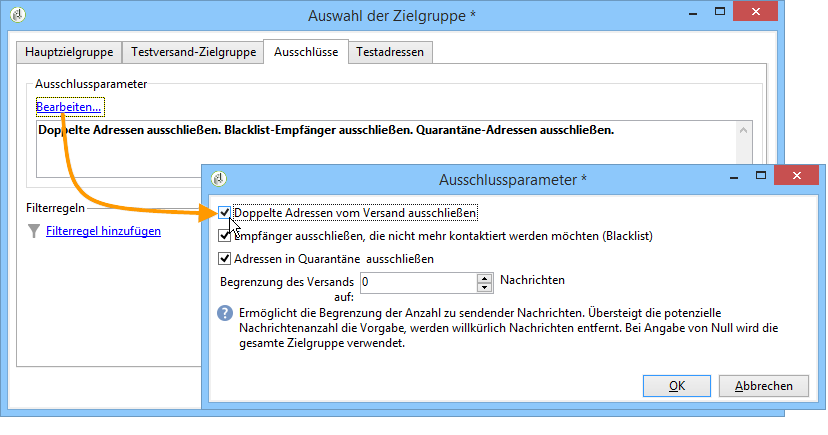 Auswahl der Zielgruppe *
Hauptzielgruppe Testversand-Zielgruppe Ausschlüsse Testadressen
Ausschlussparameter
Bearbeiten...
Doppelte Adressen ausschließen. Blacklist-Empfänger ausschließen. Quarantäne-Adressen ausschließen.
Filterregeln
Filterregel hinzufügen
Ausschlussparameter *
Doppelte Adressen vom Versand ausschließen
Empfänger ausschließen, die nicht mehr kontaktiert werden möchten (Blacklist)
Adressen in Quarantäne ausschließen
Begrenzung des Versands 0 Nachrichten
auf:
Ermöglicht die Begrenzung der Anzahl zu sendender Nachrichten. Übersteigt die potenzielle
Nachrichtenanzahl die Vorgabe, werden willkürlich Nachrichten entfernt. Bei Angabe von Null wird die
gesamte Zielgruppe verwendet.
OK Abbrechen